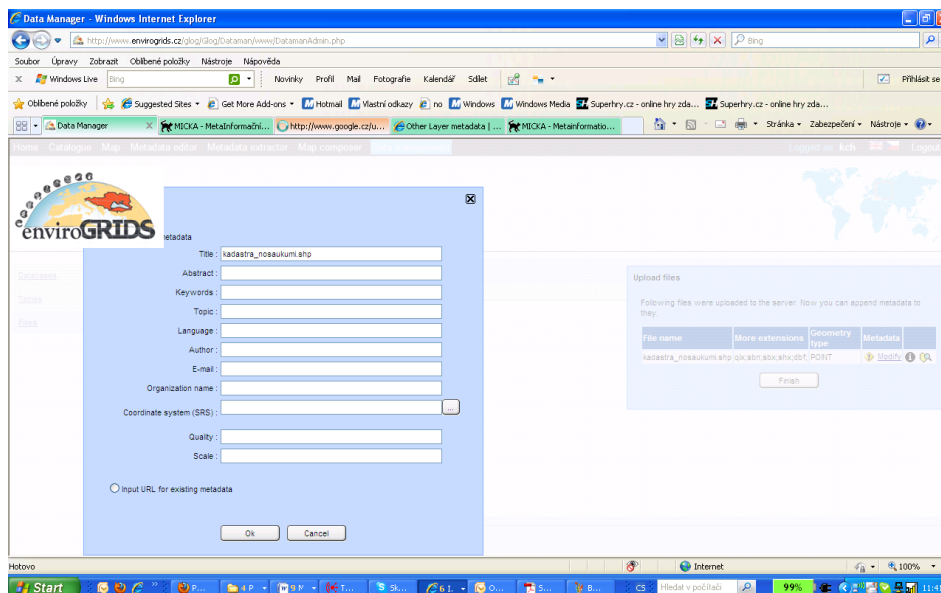 Data Manager - Windows Internet Explorer
http://www.envirogrids.cz/glog/Glog/Dataman/www/DatamanAdmin.php
Bing
Soubor Úpravy Zobrazit Oblíbené položky Nástroje Nápověda
X Windows Live Bing Novinky Profil Mail Fotografie Kalendář Sdílet Přihlásit se
Oblíbené položky Suggested Sites Get More Add-ons Hotmail Vlastní odkazy no Windows Windows Media Superhry.cz - online hry zda... Superhry.cz - online hry zda...
Data Manager X MICKA - MetaInformační... http://www.google.cz/u... Other Layer metadata | ... MICKA - Metainformatio... Stránka Zabezpečení Nástroje
Home Catalogue Map Metadata editor Metadata extractor Map composer Logged as: kch Logout
enviroGRIDS
metadata
Title : kadastra_nosaukumi.shp
Abstract :
Keywords :
Topic :
Language :
Author :
E-mail :
Organization name :
Coordinate system (SRS) : ...
Quality :
Scale :
Input URL for existing metadata
Ok Cancel
Databases
Tables
Files
Upload files
Following files were uploaded to the server. Now you can append metadata to
they.
File name More extensions Geometry type Metadata
kadastra_nosaukumi.shp qix;sbn;sbx;shx;dbf; POINT Modify
Finish
Hotovo Internet 100%
Start P... 4 P 9 M T... Sk... 6 I. O... S... B... CS Hledat v počítači 99%